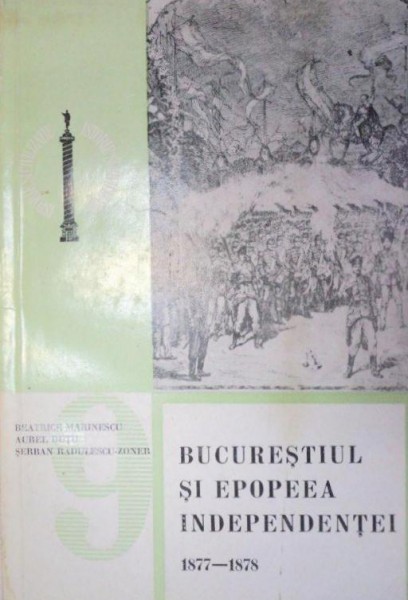 BEATRICE MARINESCU
AUREL DUȚU
ȘERBAN RĂDULESCU-ZONER
9
BUCUREȘTIUL
ȘI EPOPEEA
INDEPENDENȚEI
1877—1878